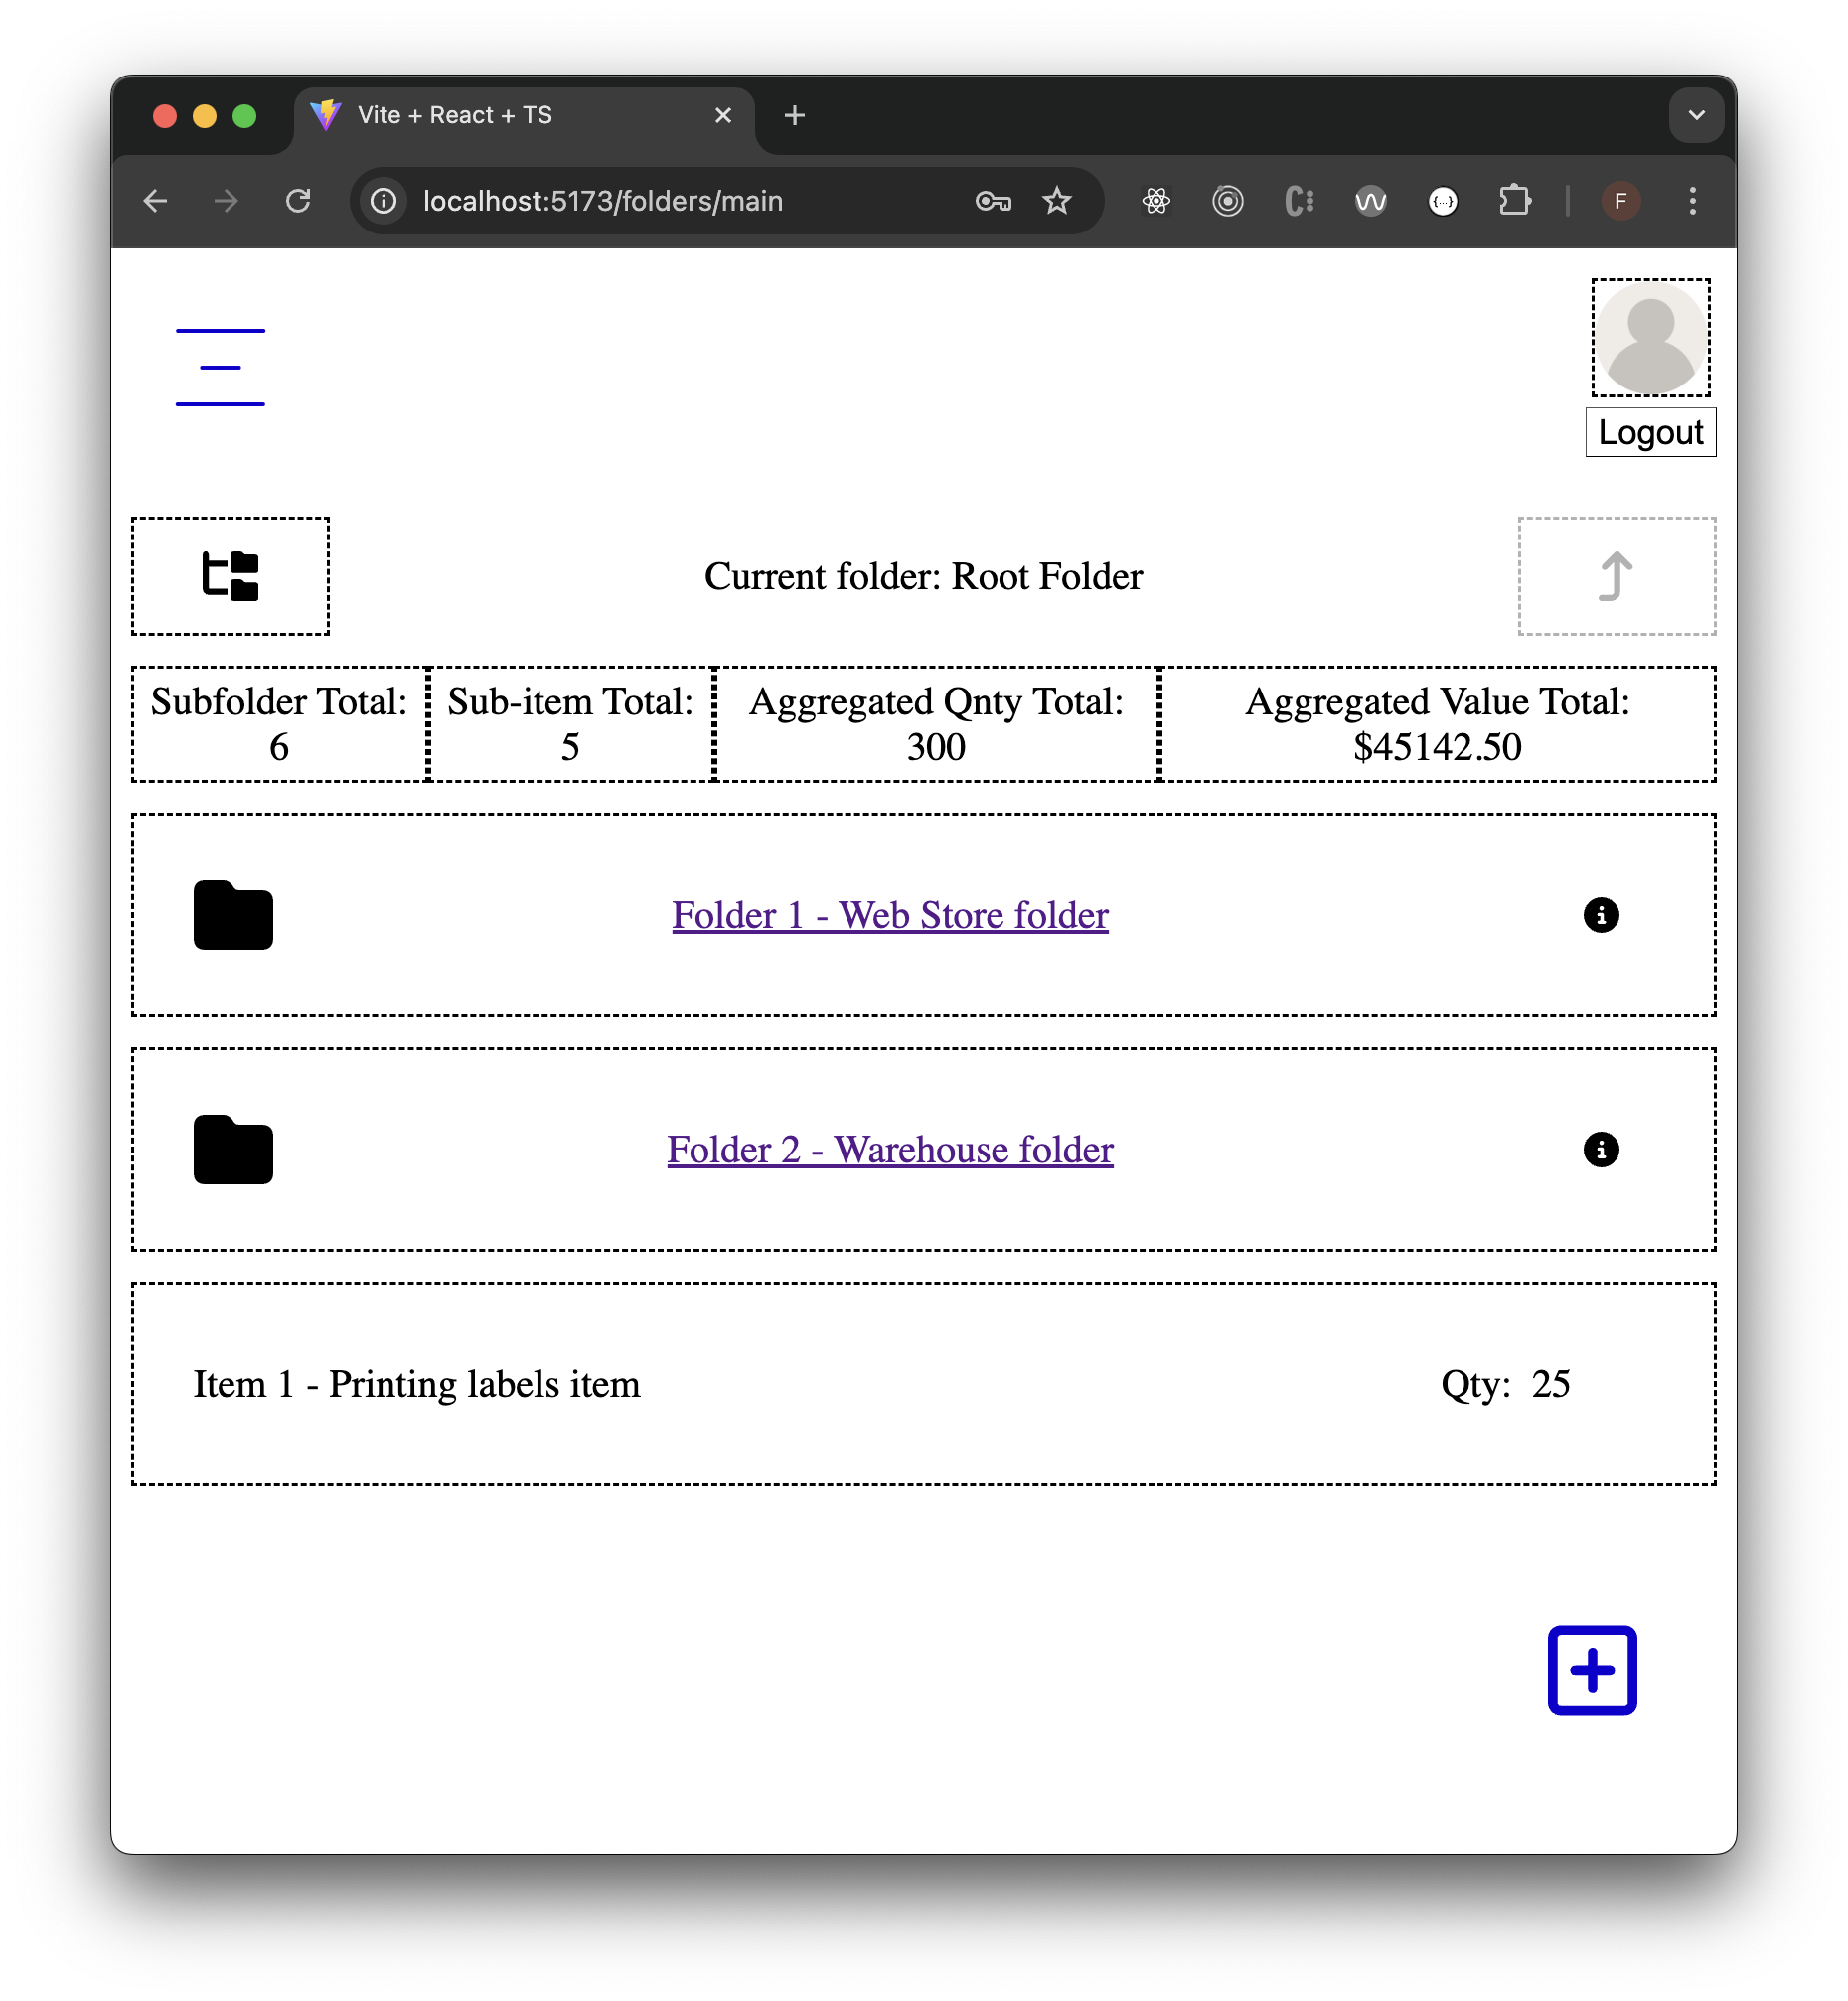 Vite + React + TS
localhost:5173/folders/main
F
Logout
Current folder: Root Folder
Subfolder Total:
6
Sub-item Total:
5
Aggregated Qnty Total:
300
Aggregated Value Total:
$45142.50
Folder 1 - Web Store folder
Folder 2 - Warehouse folder
Item 1 - Printing labels item
Qty: 25